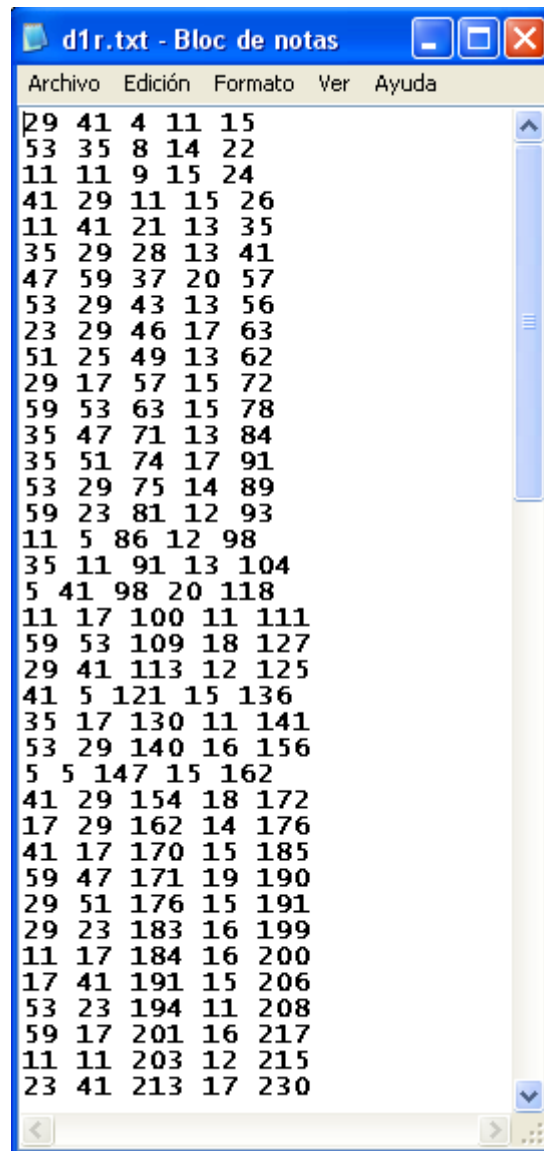 d1r.txt - Bloc de notas
Archivo Edición Formato Ver Ayuda
29 41 4 11 15
53 35 8 14 22
11 11 9 15 24
41 29 11 15 26
11 41 21 13 35
35 29 28 13 41
47 59 37 20 57
53 29 43 13 56
23 29 46 17 63
51 25 49 13 62
29 17 57 15 72
59 53 63 15 78
35 47 71 13 84
35 51 74 17 91
53 29 75 14 89
59 23 81 12 93
11 5 86 12 98
35 11 91 13 104
5 41 98 20 118
11 17 100 11 111
59 53 109 18 127
29 41 113 12 125
41 5 121 15 136
35 17 130 11 141
53 29 140 16 156
5 5 147 15 162
41 29 154 18 172
17 29 162 14 176
41 17 170 15 185
59 47 171 19 190
29 51 176 15 191
29 23 183 16 199
11 17 184 16 200
17 41 191 15 206
53 23 194 11 208
59 17 201 16 217
11 11 203 12 215
23 41 213 17 230